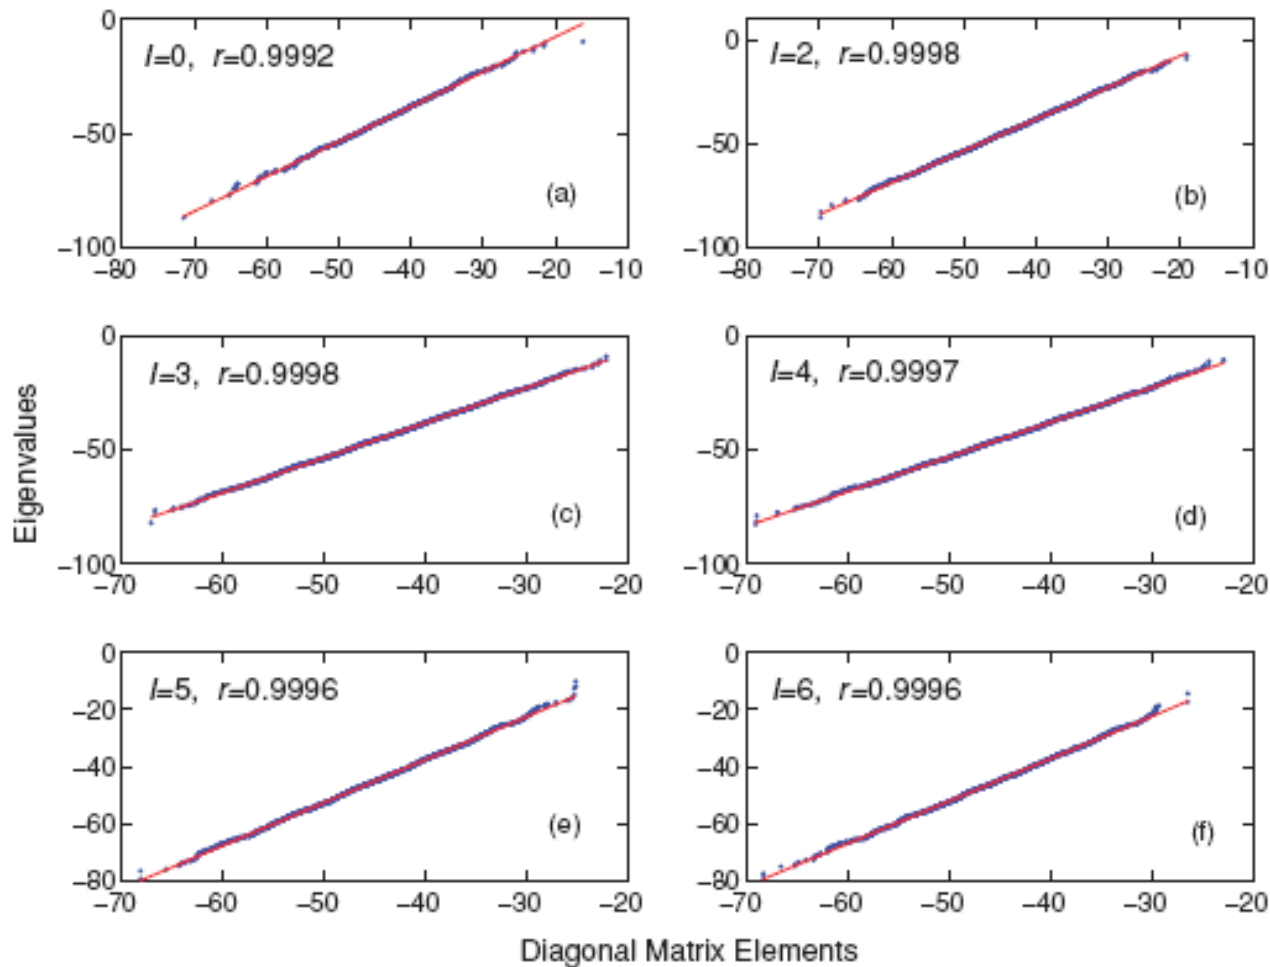 I=0, r=0.9992
0
−50
−100
(a)
−80 −70 −60 −50 −40 −30 −20 −10
I=2, r=0.9998
0
−50
−100
(b)
−80 −70 −60 −50 −40 −30 −20 −10
I=3, r=0.9998
0
−50
−100
(c)
−70 −60 −50 −40 −30 −20
I=4, r=0.9997
0
−50
−100
(d)
−70 −60 −50 −40 −30 −20
Eigenvalues
I=5, r=0.9996
0
−20
−40
−60
−80
(e)
−70 −60 −50 −40 −30 −20
I=6, r=0.9996
0
−20
−40
−60
−80
(f)
−70 −60 −50 −40 −30 −20
Diagonal Matrix Elements